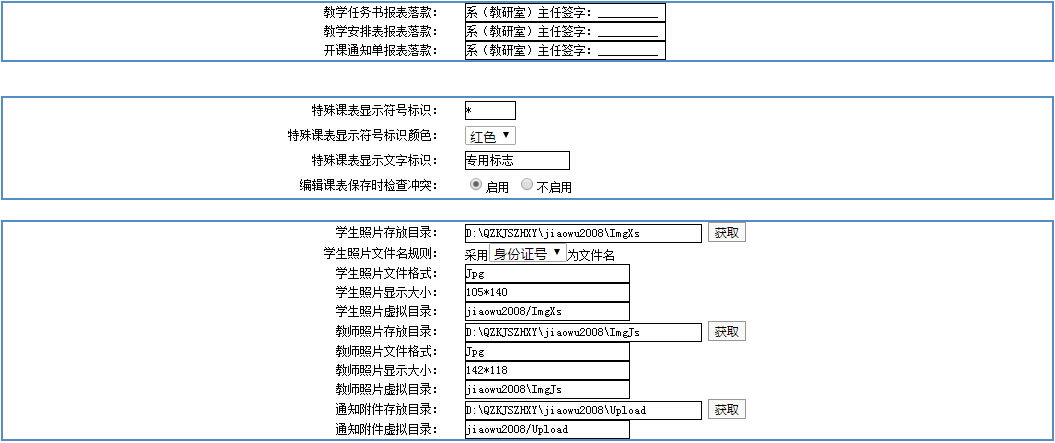 教学任务书报表落款： 系（教研室）主任签字：__________
教学安排表报表落款： 系（教研室）主任签字：__________
开课通知单报表落款： 系（教研室）主任签字：__________
特殊课表显示符号标识： *
特殊课表显示符号标识颜色： 红色
特殊课表显示文字标识： 专用标志
编辑课表保存时检查冲突： 启用 不启用
学生照片存放目录： D:\QZKJSZHXY\jiaowu2008\ImgXs 获取
学生照片文件名规则： 采用 身份证号 为文件名
学生照片文件格式： Jpg
学生照片显示大小： 105*140
学生照片虚拟目录： jiaowu2008/ImgXs
教师照片存放目录： D:\QZKJSZHXY\jiaowu2008\ImgJs 获取
教师照片文件格式： Jpg
教师照片显示大小： 142*118
教师照片虚拟目录： jiaowu2008/ImgJs
通知附件存放目录： D:\QZKJSZHXY\jiaowu2008\Upload 获取
通知附件虚拟目录： jiaowu2008/Upload